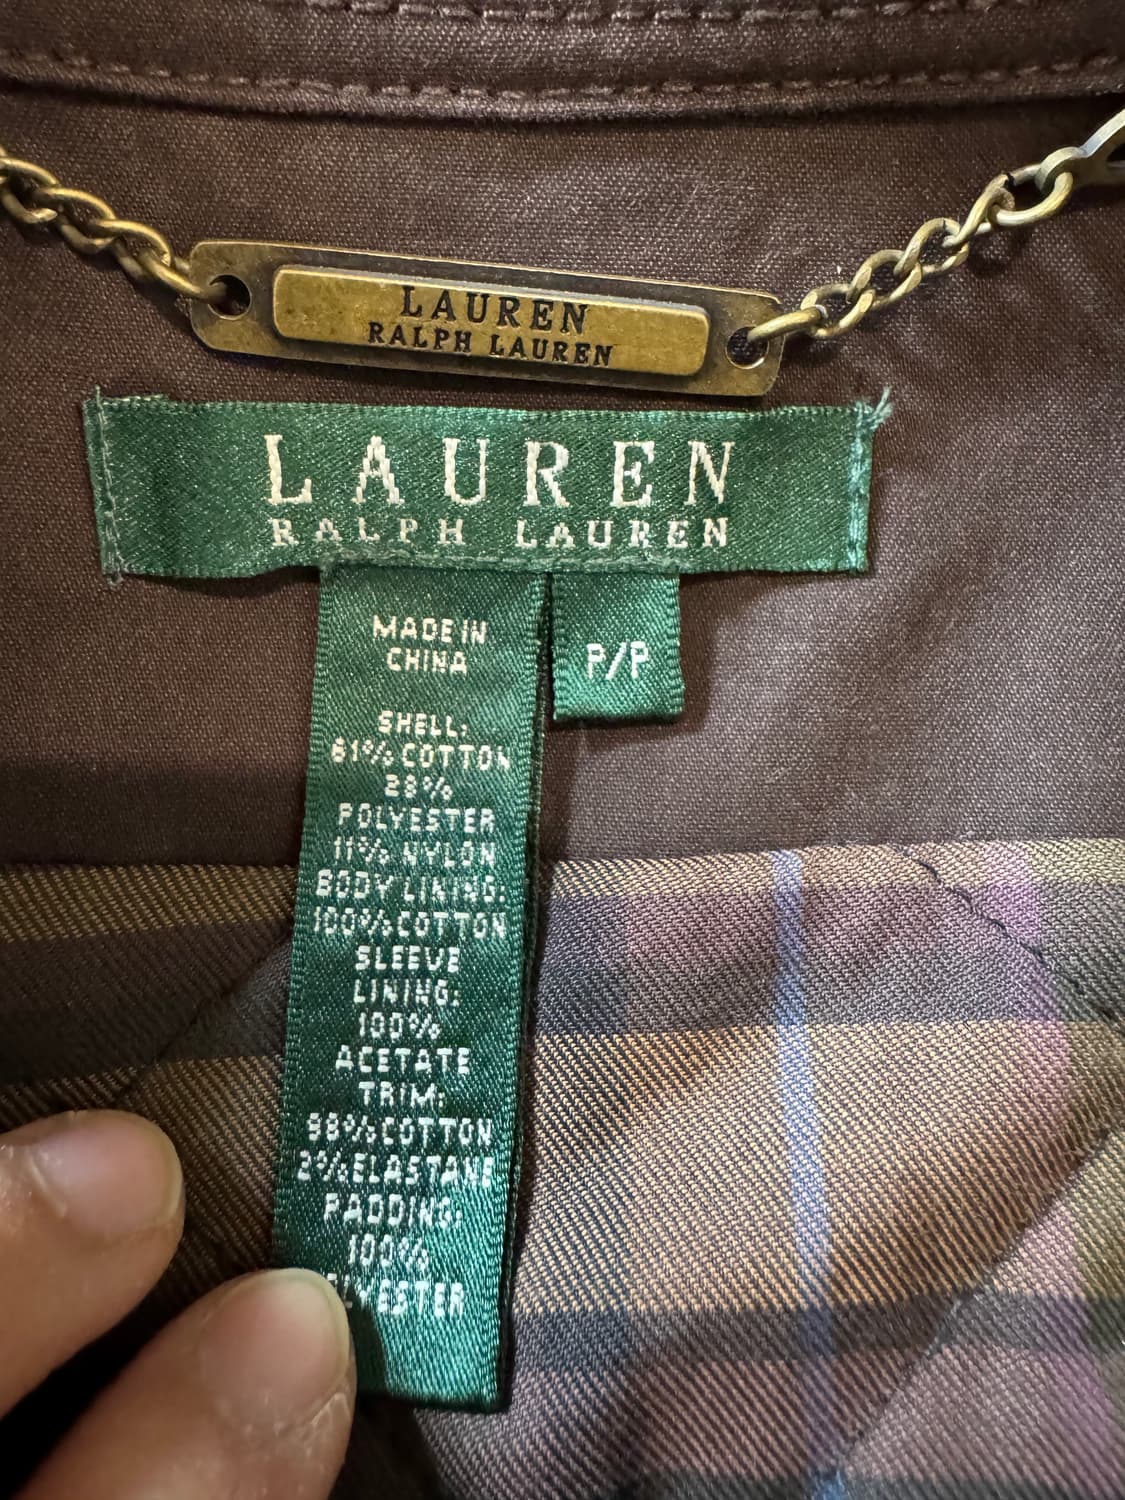 LAUREN
RALPH LAUREN
LAUREN
RALPH LAUREN
MADE IN
CHINA
P/P
SHELL:
61% COTTON
28%
POLYESTER
11% NYLON
BODY LINING:
100% COTTON
SLEEVE
LINING:
100%
ACETATE
TRIM:
98% COTTON
2% ELASTANE
PADDING:
100%
LYESTER